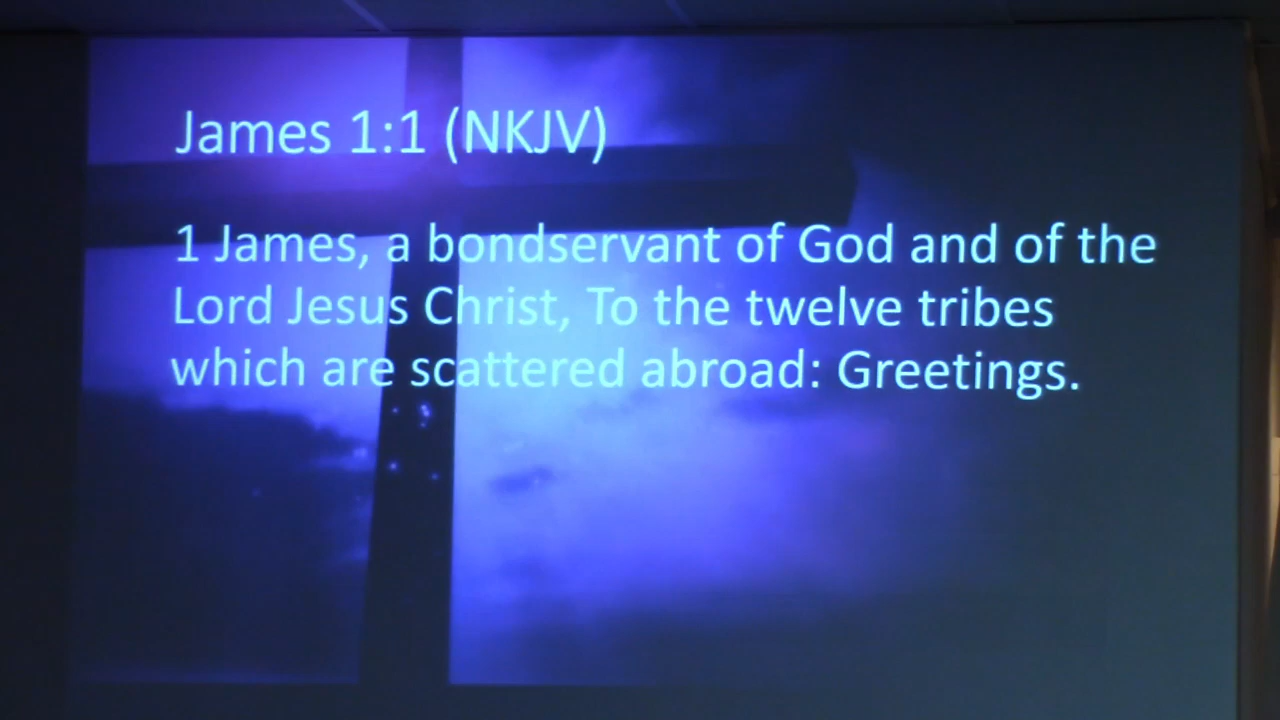 James 1:1 (NKJV)
1 James, a bondservant of God and of the
Lord Jesus Christ, To the twelve tribes
which are scattered abroad: Greetings.